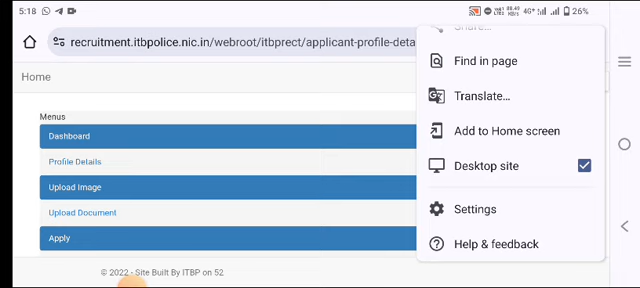 5:18
4G+
26%
recruitment.itbpolice.nic.in/webroot/itbprect/applicant-profile-deta
Home
Menus
Dashboard
Profile Details
Upload Image
Upload Document
Apply
© 2022 - Site Built By ITBP on 52
Share...
Find in page
Translate...
Add to Home screen
Desktop site
Settings
Help & feedback